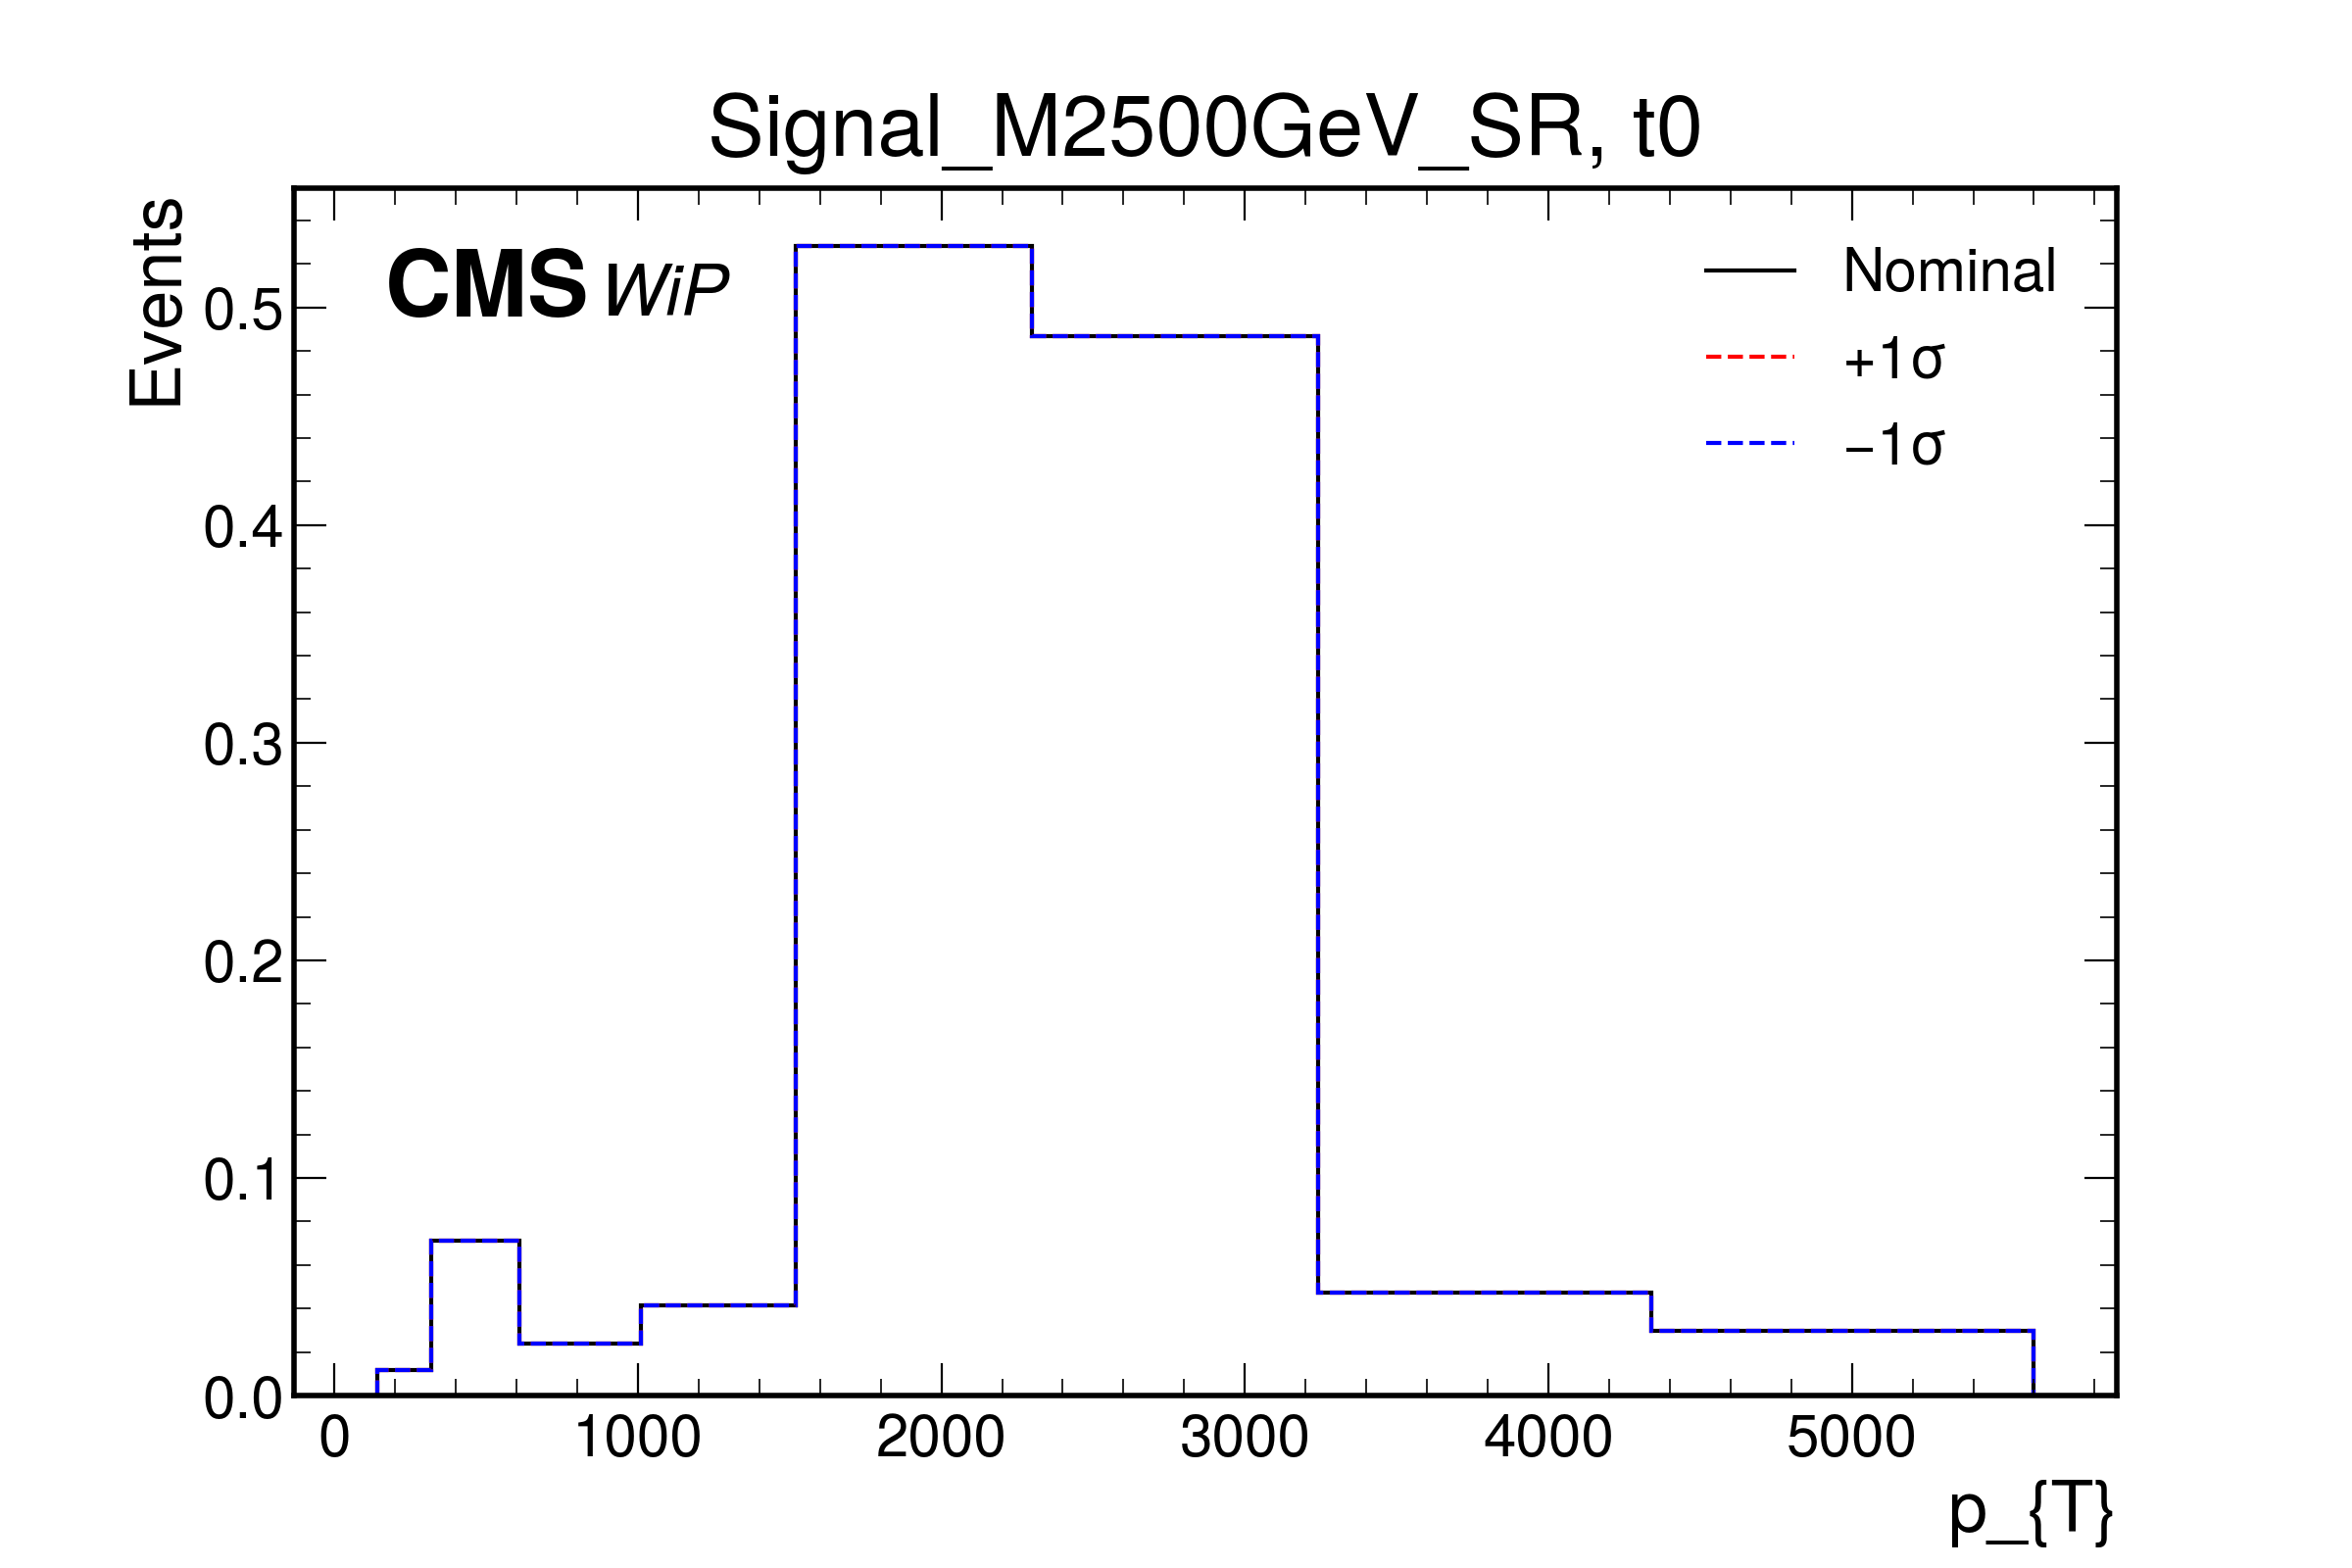 Signal_M2500GeV_SR, t0
Events
CMS WiP
Nominal
+1σ
−1σ
0.5
0.4
0.3
0.2
0.1
0.0
0 1000 2000 3000 4000 5000
p_{T}